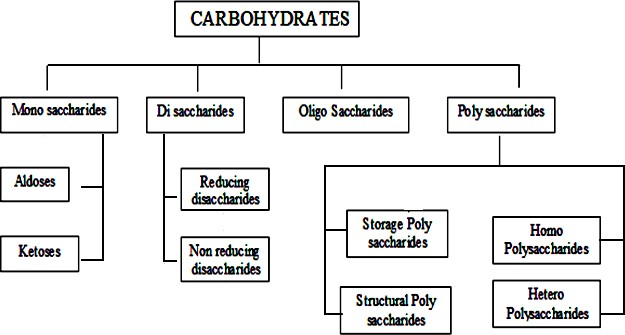 CARBOHYDRATES
Mono saccharides
Di saccharides
Oligo Saccharides
Poly saccharides
Aldoses
Ketoses
Reducing
disaccharides
Non reducing
disaccharides
Storage Poly
saccharides
Structural Poly
saccharides
Homo
Polysaccharides
Hetero
Polysaccharides